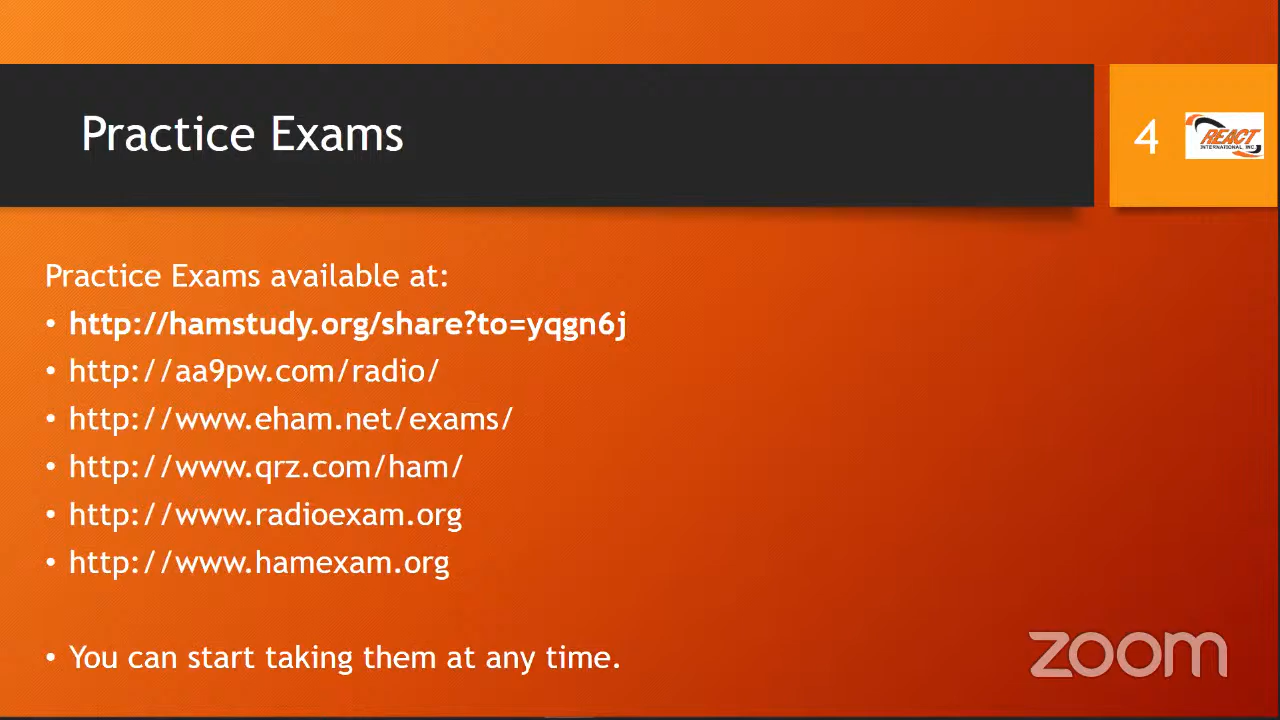 Practice Exams
4
REACT
INTERNATIONAL INC
Practice Exams available at:
• http://hamstudy.org/share?to=yqgn6j
• http://aa9pw.com/radio/
• http://www.eham.net/exams/
• http://www.qrz.com/ham/
• http://www.radioexam.org
• http://www.hamexam.org
• You can start taking them at any time.
zoom